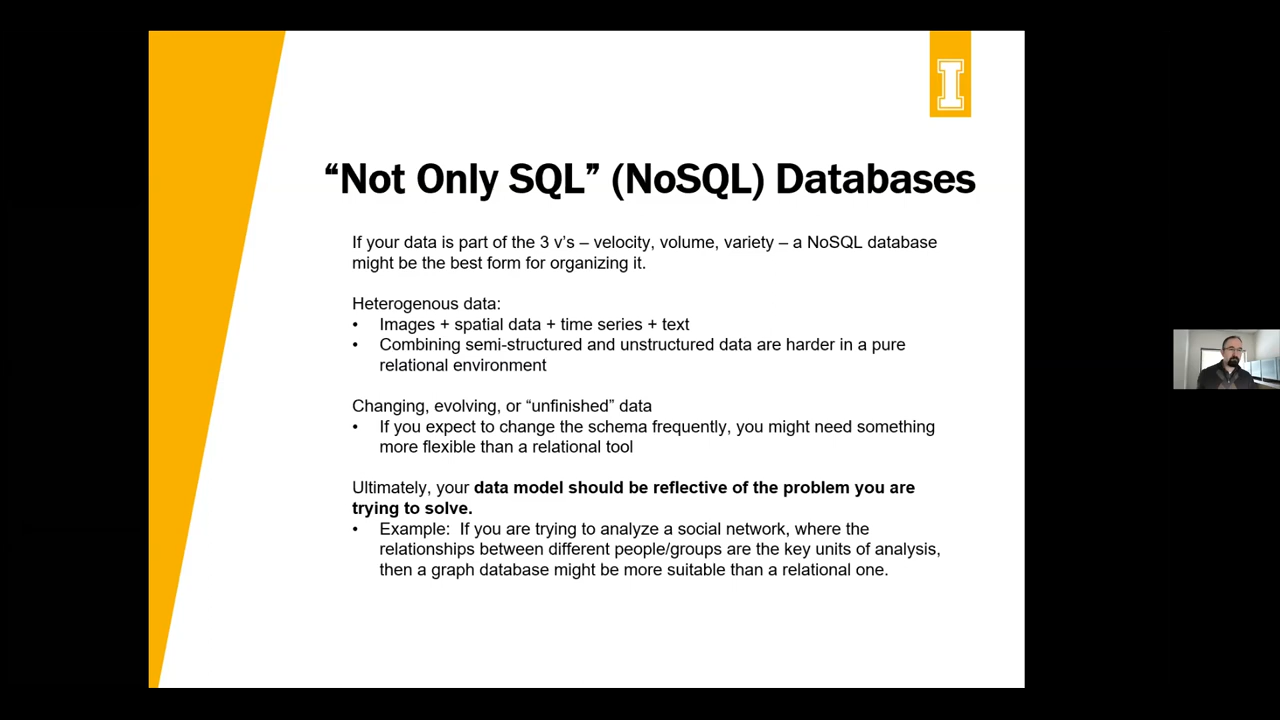 I
“Not Only SQL” (NoSQL) Databases
If your data is part of the 3 v’s – velocity, volume, variety – a NoSQL database
might be the best form for organizing it.
Heterogenous data:
• Images + spatial data + time series + text
• Combining semi-structured and unstructured data are harder in a pure
relational environment
Changing, evolving, or “unfinished” data
• If you expect to change the schema frequently, you might need something
more flexible than a relational tool
Ultimately, your data model should be reflective of the problem you are
trying to solve.
• Example:  If you are trying to analyze a social network, where the
relationships between different people/groups are the key units of analysis,
then a graph database might be more suitable than a relational one.